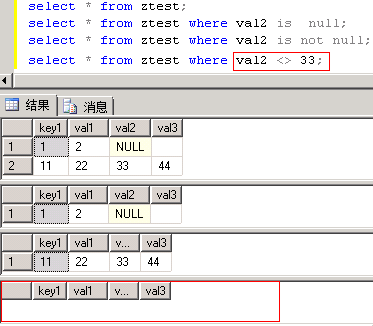 select * from ztest;
select * from ztest where val2 is  null;
select * from ztest where val2 is not null;
select * from ztest where val2 <> 33;
结果 消息
key1 val1 val2 val3
1 1 2 NULL
2 11 22 33 44
key1 val1 val2 val3
1 1 2 NULL
key1 val1 v... val3
1 11 22 33 44
key1 val1 v... val3